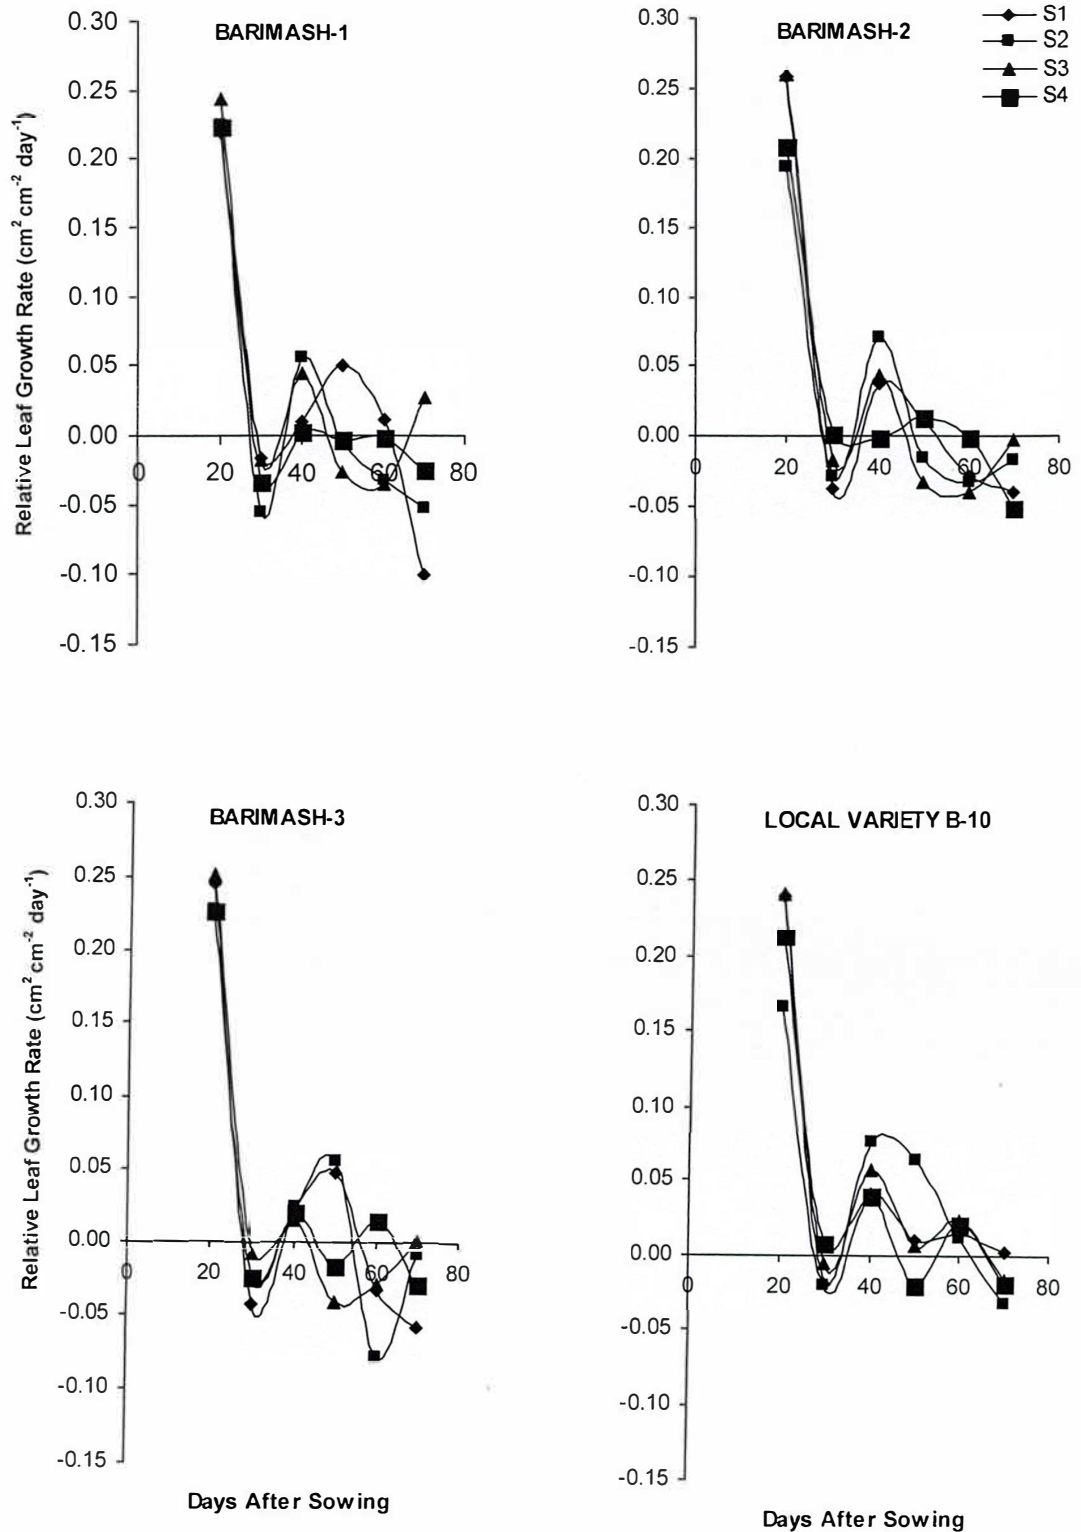 BARIMASH-1
Relative Leaf Growth Rate (cm² cm⁻² day⁻¹)
0.30
0.25
0.20
0.15
0.10
0.05
0.00
-0.05
-0.10
-0.15
0 20 40 60 80
BARIMASH-2
S1
S2
S3
S4
0.30
0.25
0.20
0.15
0.10
0.05
0.00
-0.05
-0.10
-0.15
0 20 40 60 80
BARIMASH-3
Relative Leaf Growth Rate (cm² cm⁻² day⁻¹)
0.30
0.25
0.20
0.15
0.10
0.05
0.00
-0.05
-0.10
-0.15
0 20 40 60 80
Days After Sowing
LOCAL VARIETY B-10
0.30
0.25
0.20
0.15
0.10
0.05
0.00
-0.05
-0.10
-0.15
0 20 40 60 80
Days After Sowing